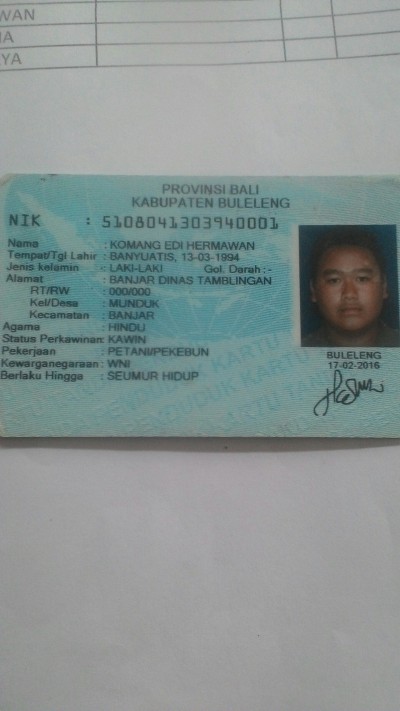 WAN
YA
PROVINSI BALI
KABUPATEN BULELENG
NIK : 5108041303940001
Nama : KOMANG EDI HERMAWAN
Tempat/Tgl Lahir : BANYUATIS, 13-03-1994
Jenis kelamin : LAKI-LAKI Gol. Darah : -
Alamat : BANJAR DINAS TAMBLINGAN
RT/RW : 000/000
Kel/Desa : MUNDUK
Kecamatan : BANJAR
Agama : HINDU
Status Perkawinan: KAWIN
Pekerjaan : PETANI/PEKEBUN
Kewarganegaraan: WNI
Berlaku Hingga : SEUMUR HIDUP
BULELENG
17-02-2016